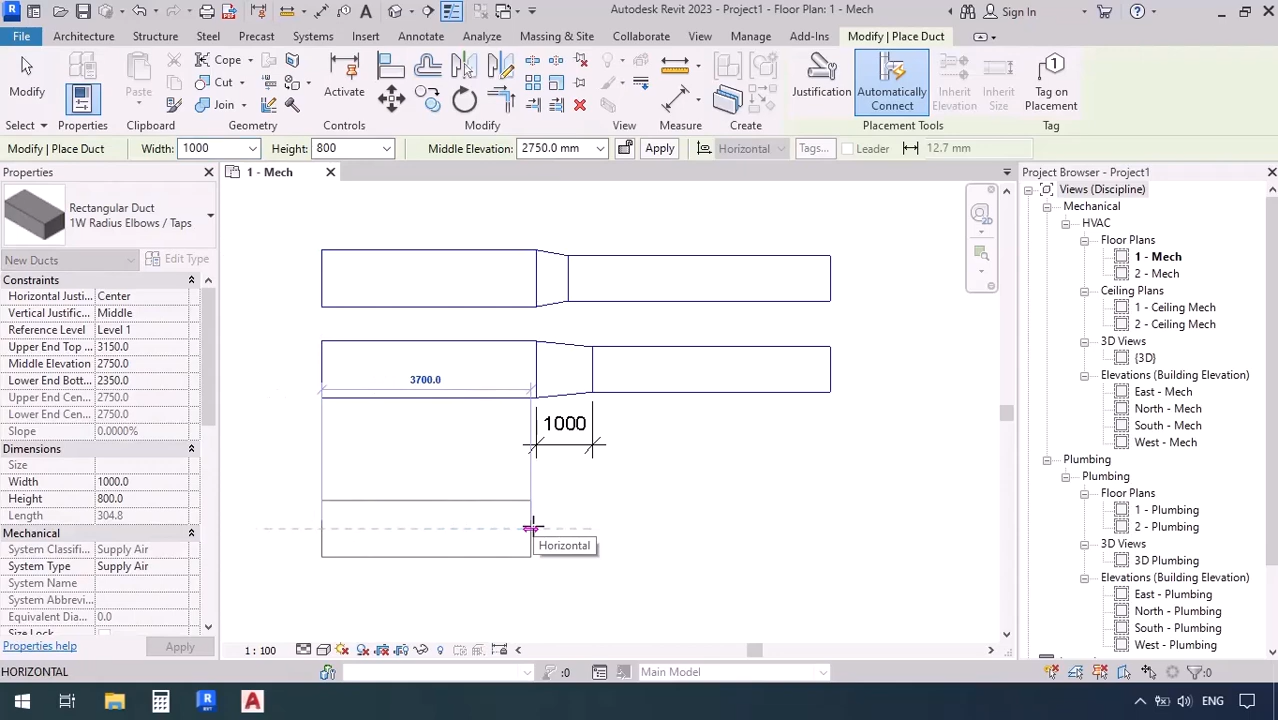 Autodesk Revit 2023 - Project1 - Floor Plan: 1 - Mech
Sign In
File
Architecture
Structure
Steel
Precast
Systems
Insert
Annotate
Analyze
Massing & Site
Collaborate
View
Manage
Add-Ins
Modify | Place Duct
Modify
Paste
Cope
Cut
Join
Activate
Justification
Automatically
Connect
Inherit
Elevation
Inherit
Size
Tag on
Placement
Select
Properties
Clipboard
Geometry
Controls
Modify
View
Measure
Create
Placement Tools
Tag
Modify | Place Duct
Width: 1000
Height: 800
Middle Elevation: 2750.0 mm
Apply
Horizontal
Tags...
Leader
12.7 mm
Properties
Rectangular Duct
1W Radius Elbows / Taps
New Ducts
Edit Type
Constraints
Horizontal Justi... Center
Vertical Justific... Middle
Reference Level Level 1
Upper End Top ... 3150.0
Middle Elevation 2750.0
Lower End Bott... 2350.0
Upper End Cen... 2750.0
Lower End Cen... 2750.0
Slope 0.0000%
Dimensions
Size
Width 1000.0
Height 800.0
Length 304.8
Mechanical
System Classifi... Supply Air
System Type Supply Air
System Name
System Abbrevi...
Equivalent Dia... 0.0
Size Lock
Properties help
Apply
1 - Mech
2D
3700.0
1000
Horizontal
1 : 100
Project Browser - Project1
Views (Discipline)
Mechanical
HVAC
Floor Plans
1 - Mech
2 - Mech
Ceiling Plans
1 - Ceiling Mech
2 - Ceiling Mech
3D Views
{3D}
Elevations (Building Elevation)
East - Mech
North - Mech
South - Mech
West - Mech
Plumbing
Plumbing
Floor Plans
1 - Plumbing
2 - Plumbing
3D Views
3D Plumbing
Elevations (Building Elevation)
East - Plumbing
North - Plumbing
South - Plumbing
West - Plumbing
HORIZONTAL
:0
Main Model
:0
ENG